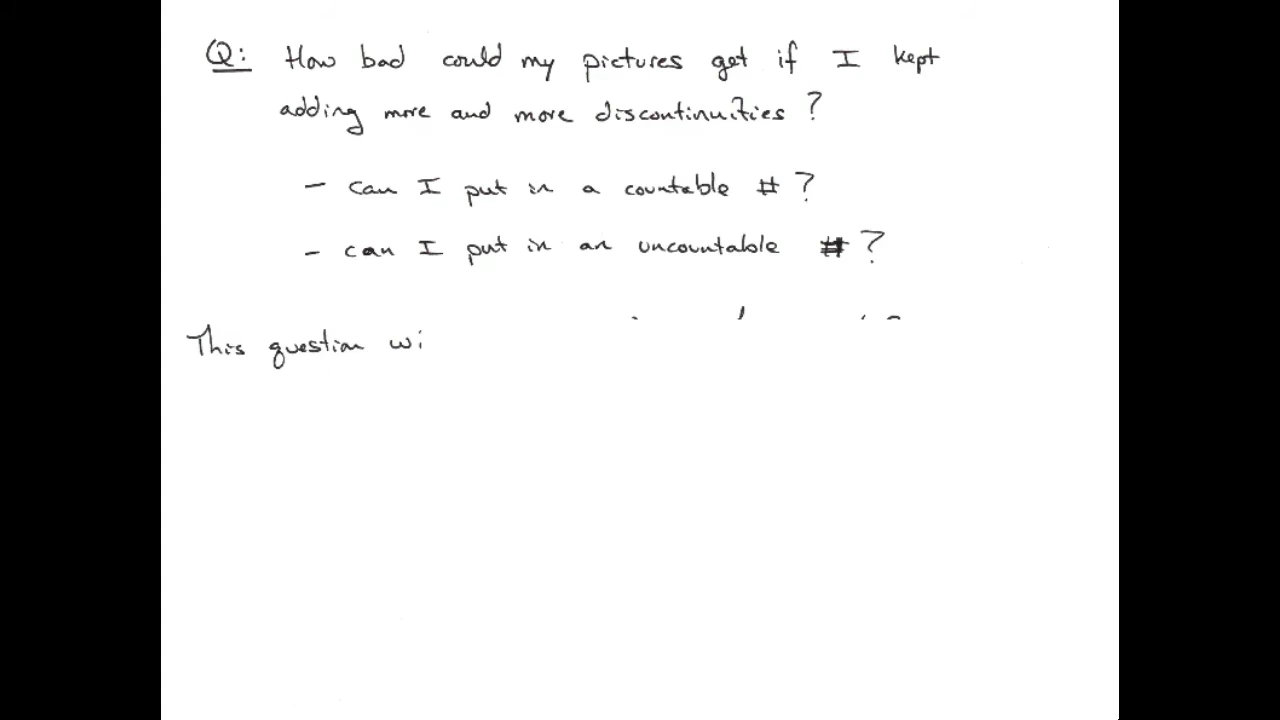 Q: How bad could my pictures get if I kept
adding more and more discontinuities?
- can I put in a countable #?
- can I put in an uncountable #?
This question wi